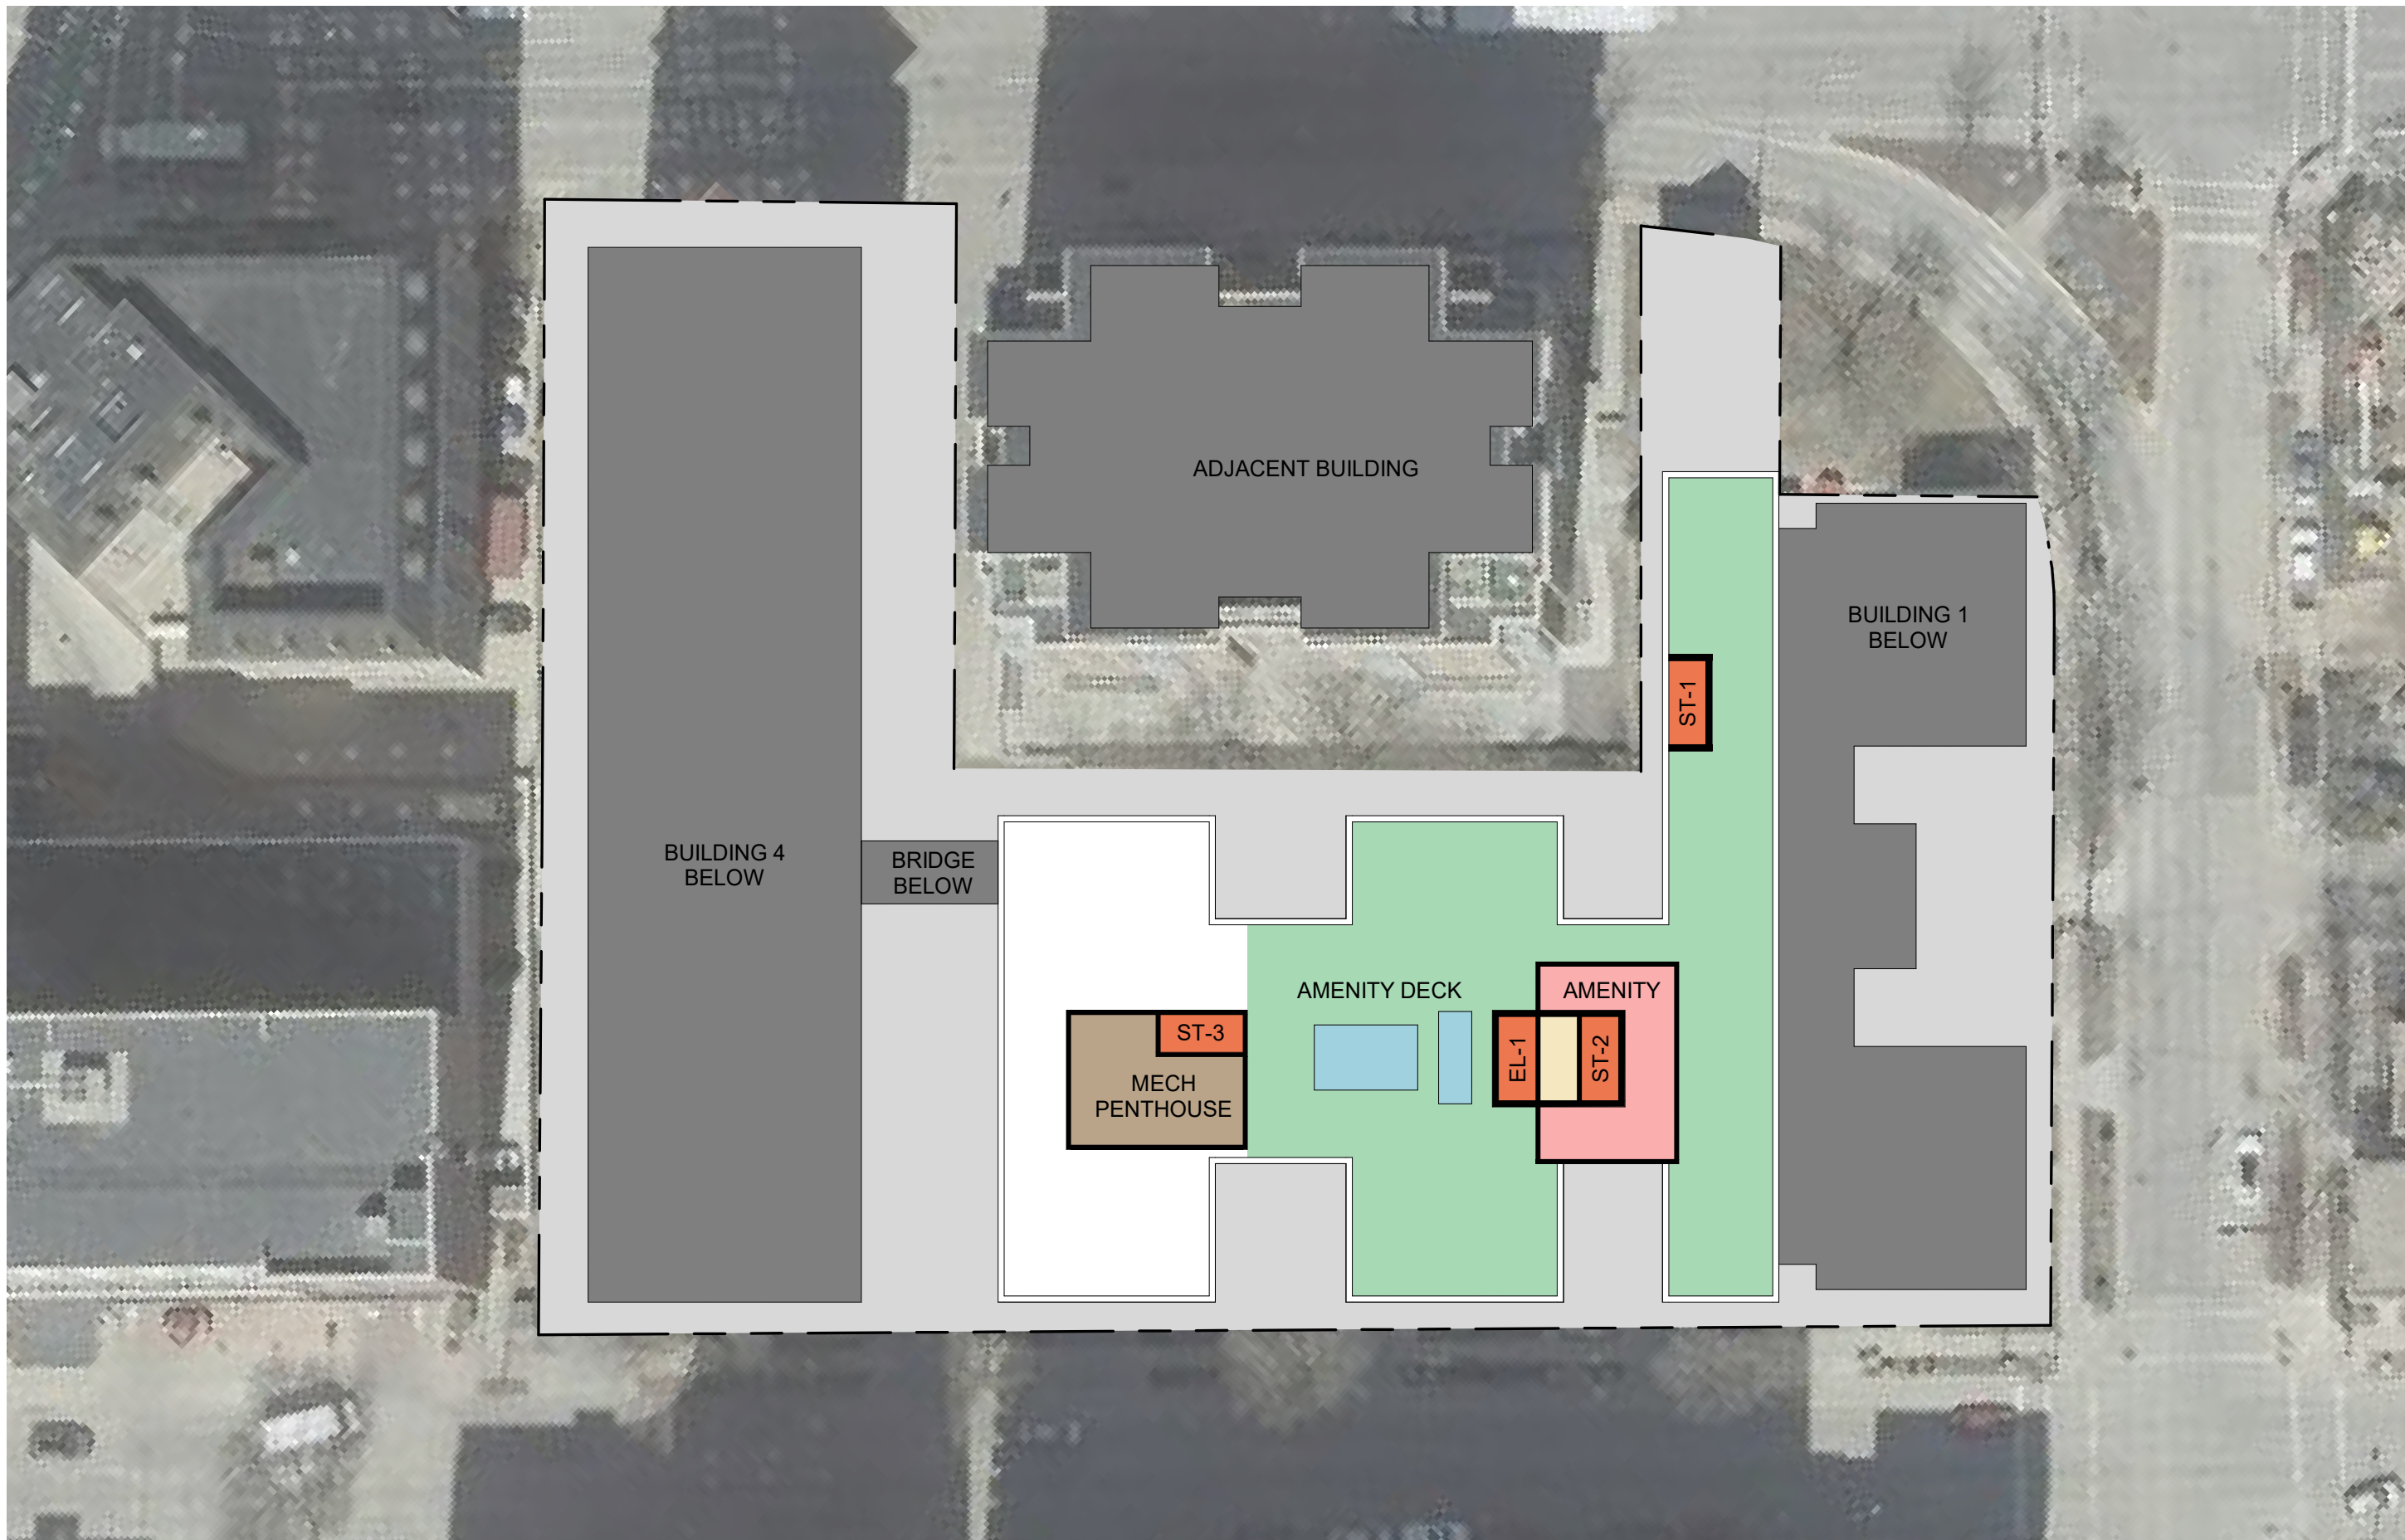 ADJACENT BUILDING
BUILDING 1
BELOW
ST-1
BUILDING 4
BELOW
BRIDGE
BELOW
AMENITY DECK
AMENITY
ST-3
MECH
PENTHOUSE
EL-1
ST-2